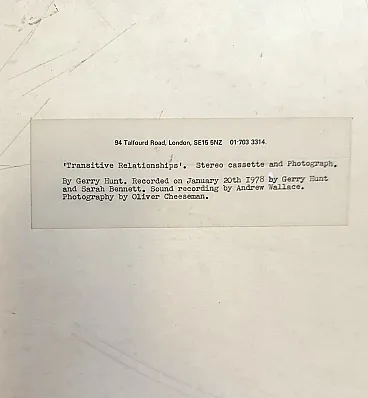 94 Talfourd Road, London, SE15 5NZ 01-703 3314.
'Transitive Relationships'. Stereo cassette and Photograph.
By Gerry Hunt. Recorded on January 20th 1978 by Gerry Hunt
and Sarah Bennett. Sound recording by Andrew Wallace.
Photography by Oliver Cheeseman.